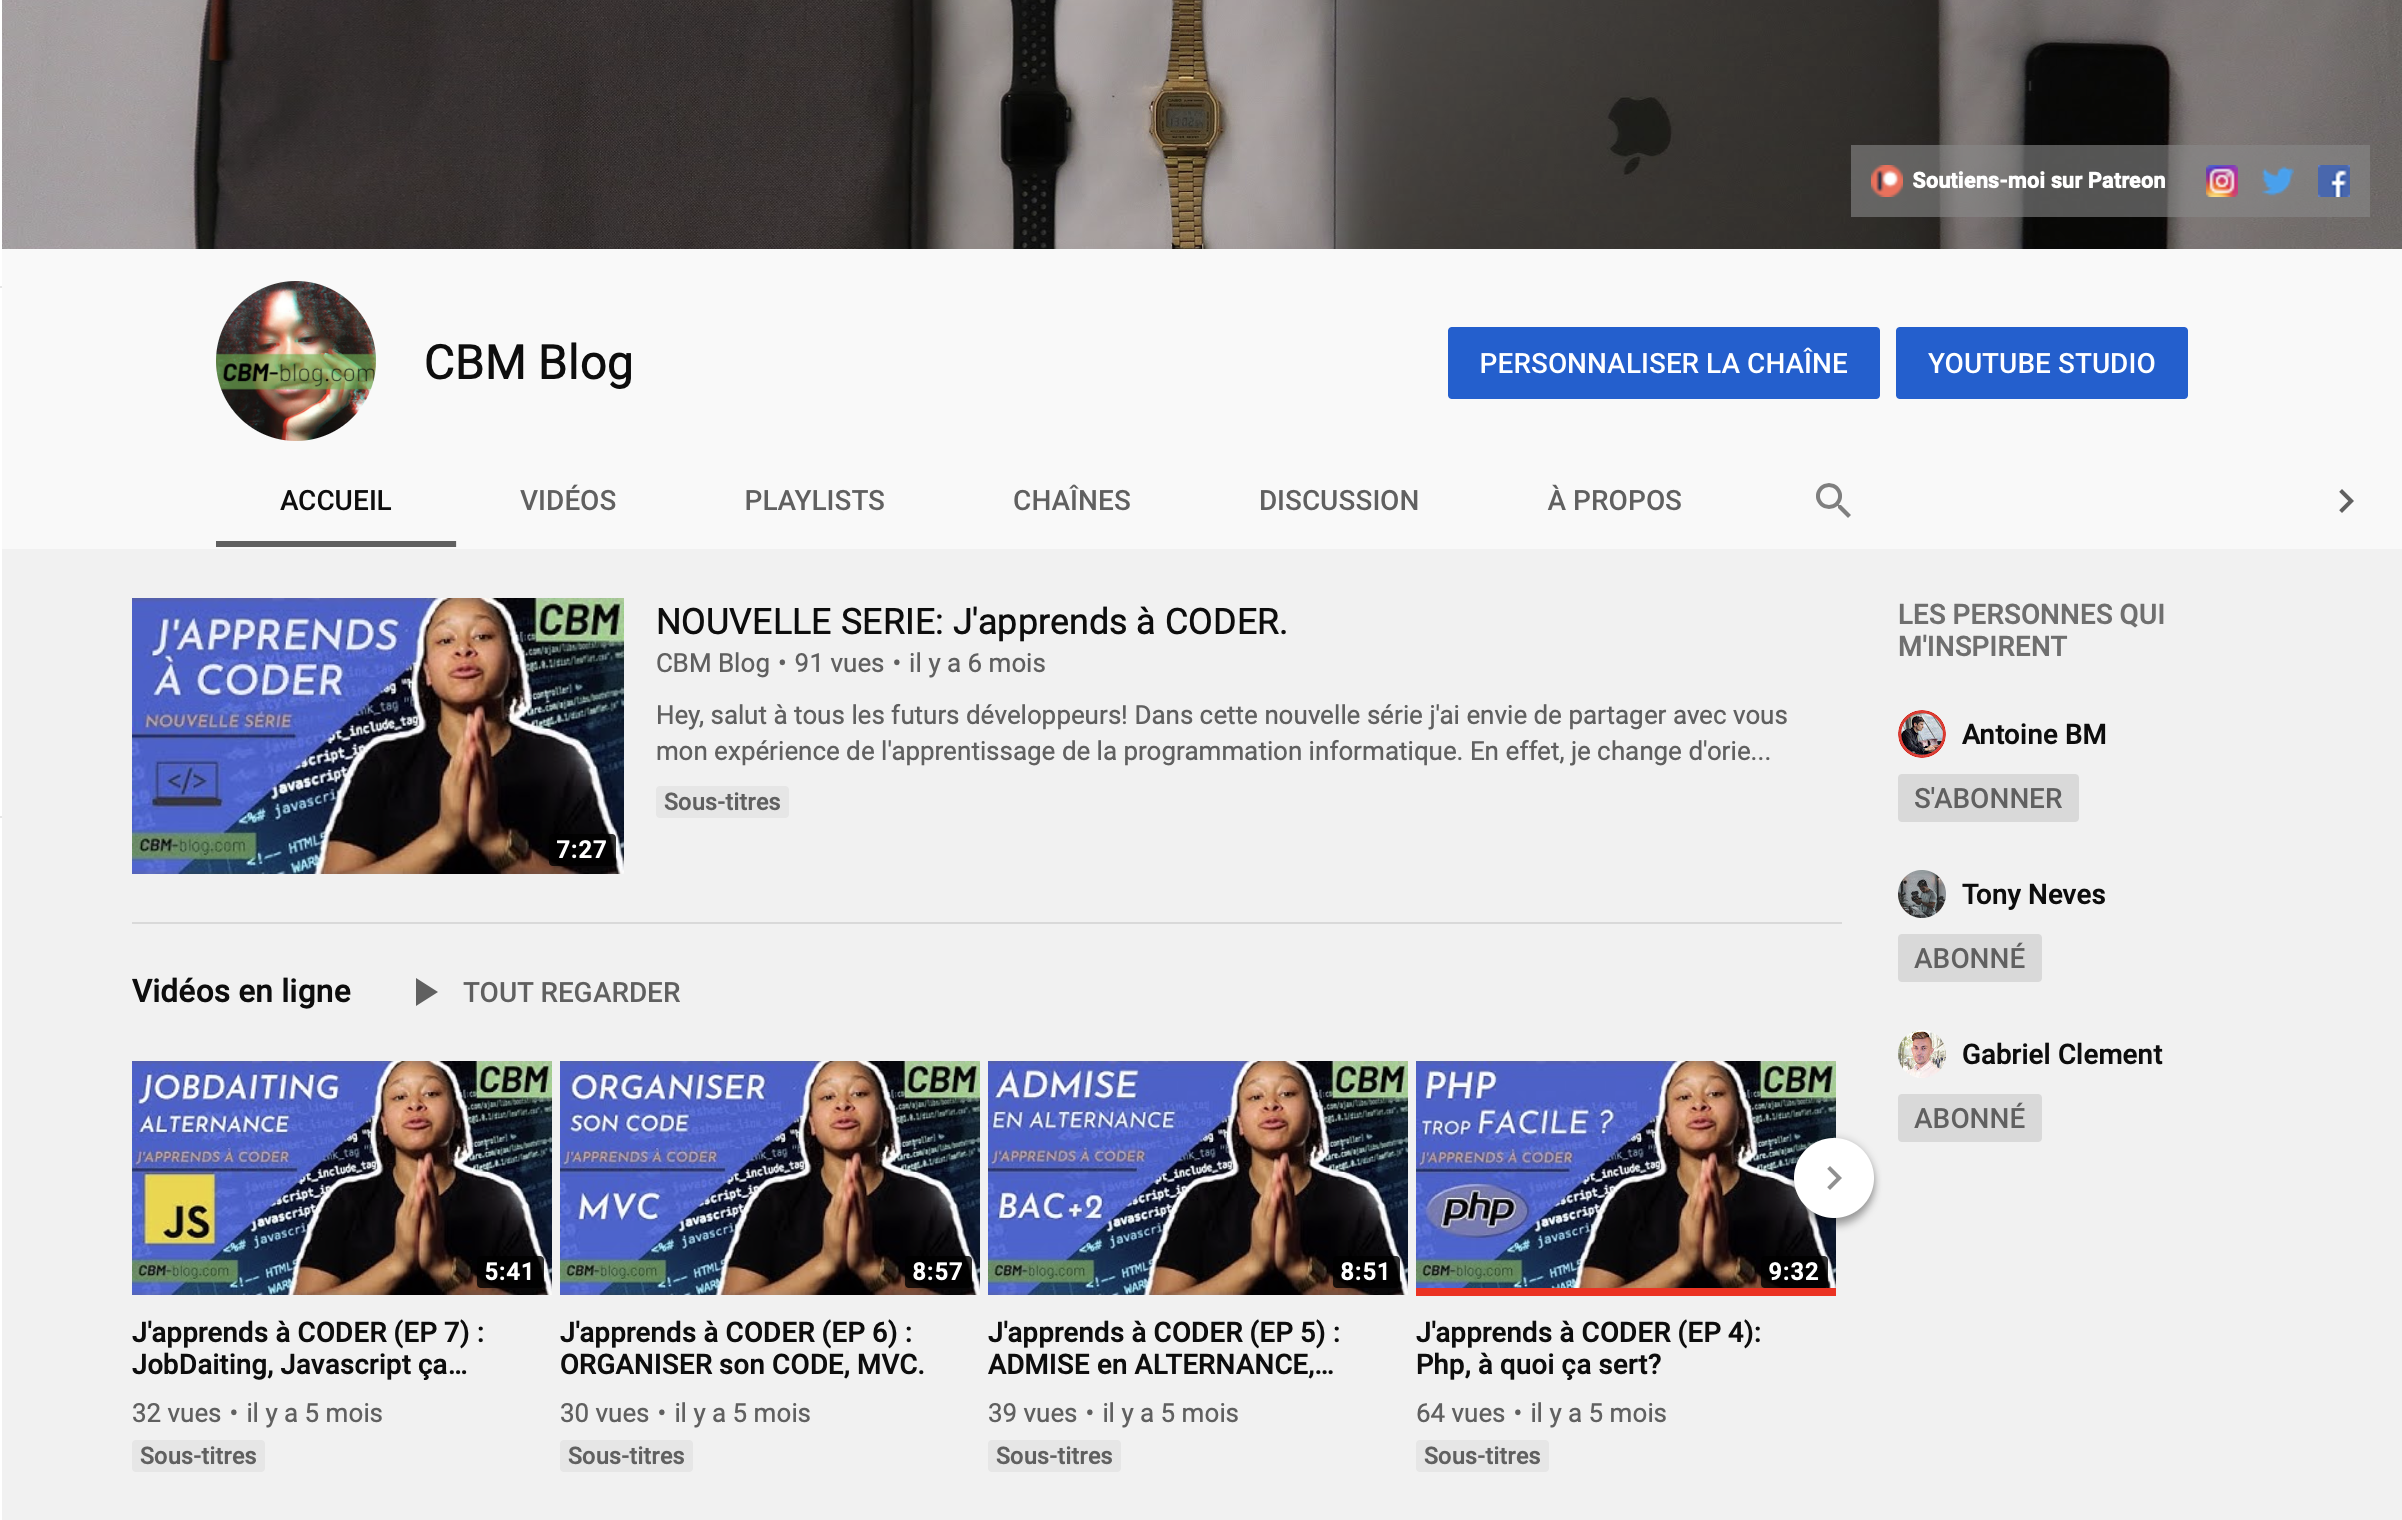 Soutiens-moi sur Patreon
CBM-blog.com
CBM Blog
PERSONNALISER LA CHAÎNE
YOUTUBE STUDIO
ACCUEIL
VIDÉOS
PLAYLISTS
CHAÎNES
DISCUSSION
À PROPOS
J'APPRENDS
À CODER
NOUVELLE SÉRIE
</>
CBM
CBM-blog.com
7:27
NOUVELLE SERIE: J'apprends à CODER.
CBM Blog • 91 vues • il y a 6 mois
Hey, salut à tous les futurs développeurs! Dans cette nouvelle série j'ai envie de partager avec vous
mon expérience de l'apprentissage de la programmation informatique. En effet, je change d'orie...
Sous-titres
LES PERSONNES QUI
M'INSPIRENT
Antoine BM
S'ABONNER
Tony Neves
ABONNÉ
Gabriel Clement
ABONNÉ
Vidéos en ligne
TOUT REGARDER
JOBDAITING
ALTERNANCE
J'APPRENDS À CODER
JS
CBM
CBM-blog.com
5:41
J'apprends à CODER (EP 7) :
JobDaiting, Javascript ça...
32 vues • il y a 5 mois
Sous-titres
ORGANISER
SON CODE
J'APPRENDS À CODER
MVC
CBM
CBM-blog.com
8:57
J'apprends à CODER (EP 6) :
ORGANISER son CODE, MVC.
30 vues • il y a 5 mois
Sous-titres
ADMISE
EN ALTERNANCE
J'APPRENDS À CODER
BAC+2
CBM
CBM-blog.com
8:51
J'apprends à CODER (EP 5) :
ADMISE en ALTERNANCE,...
39 vues • il y a 5 mois
Sous-titres
PHP
TROP FACILE ?
J'APPRENDS À CODER
php
CBM
CBM-blog.com
9:32
J'apprends à CODER (EP 4):
Php, à quoi ça sert?
64 vues • il y a 5 mois
Sous-titres